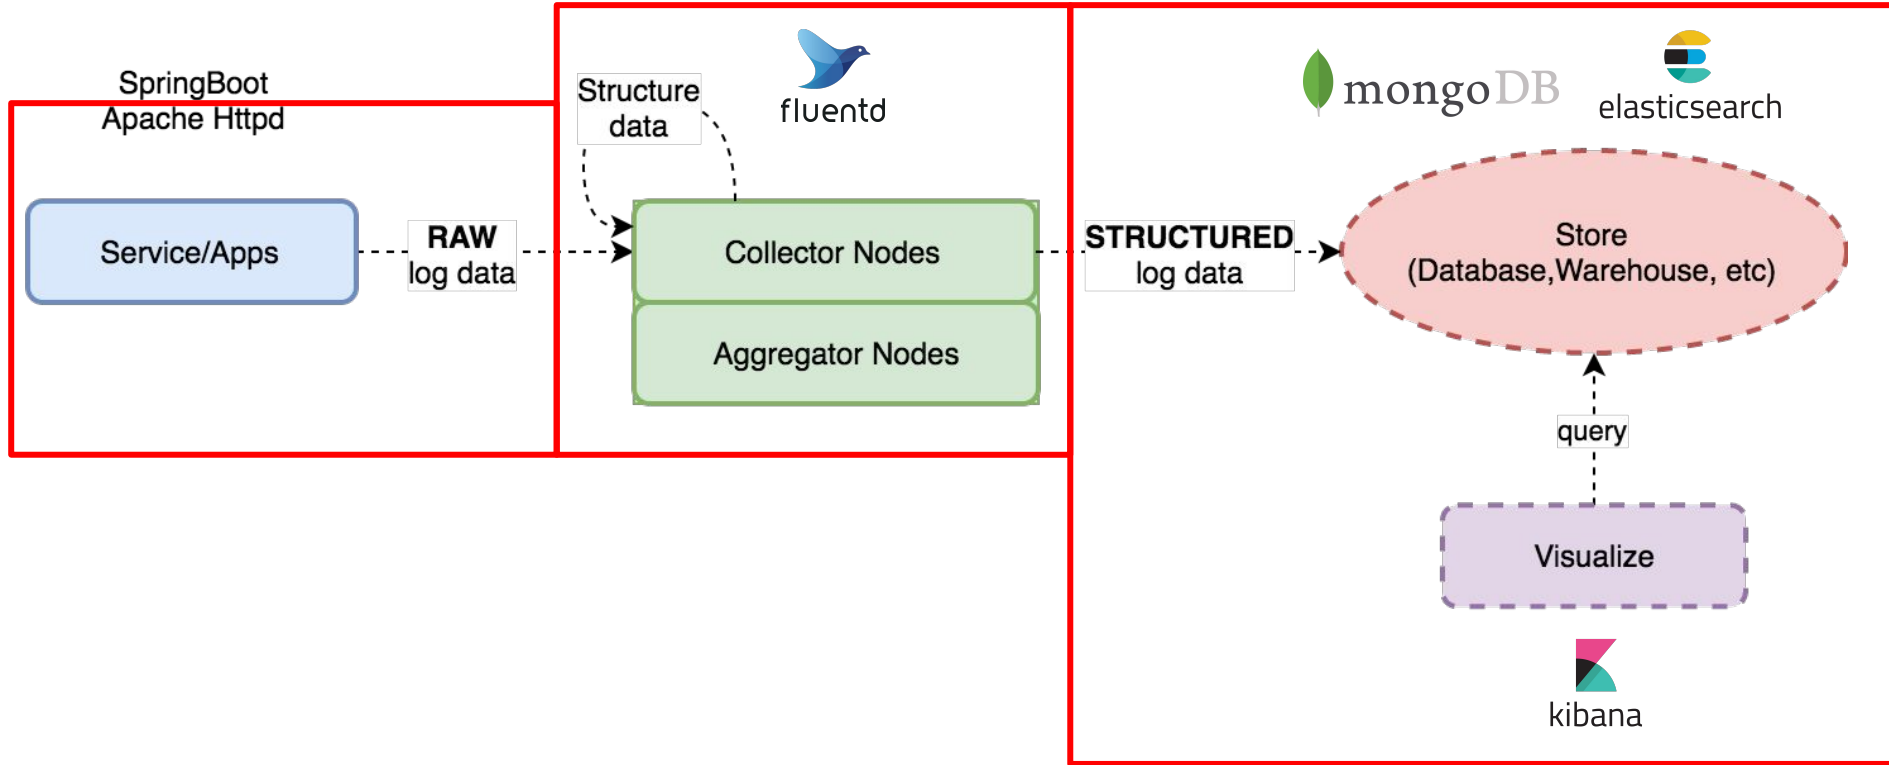 SpringBoot
Apache Httpd
Service/Apps
RAW
log data
Structure
data
fluentd
Collector Nodes
Aggregator Nodes
STRUCTURED
log data
mongoDB
elasticsearch
Store
(Database,Warehouse, etc)
query
Visualize
kibana